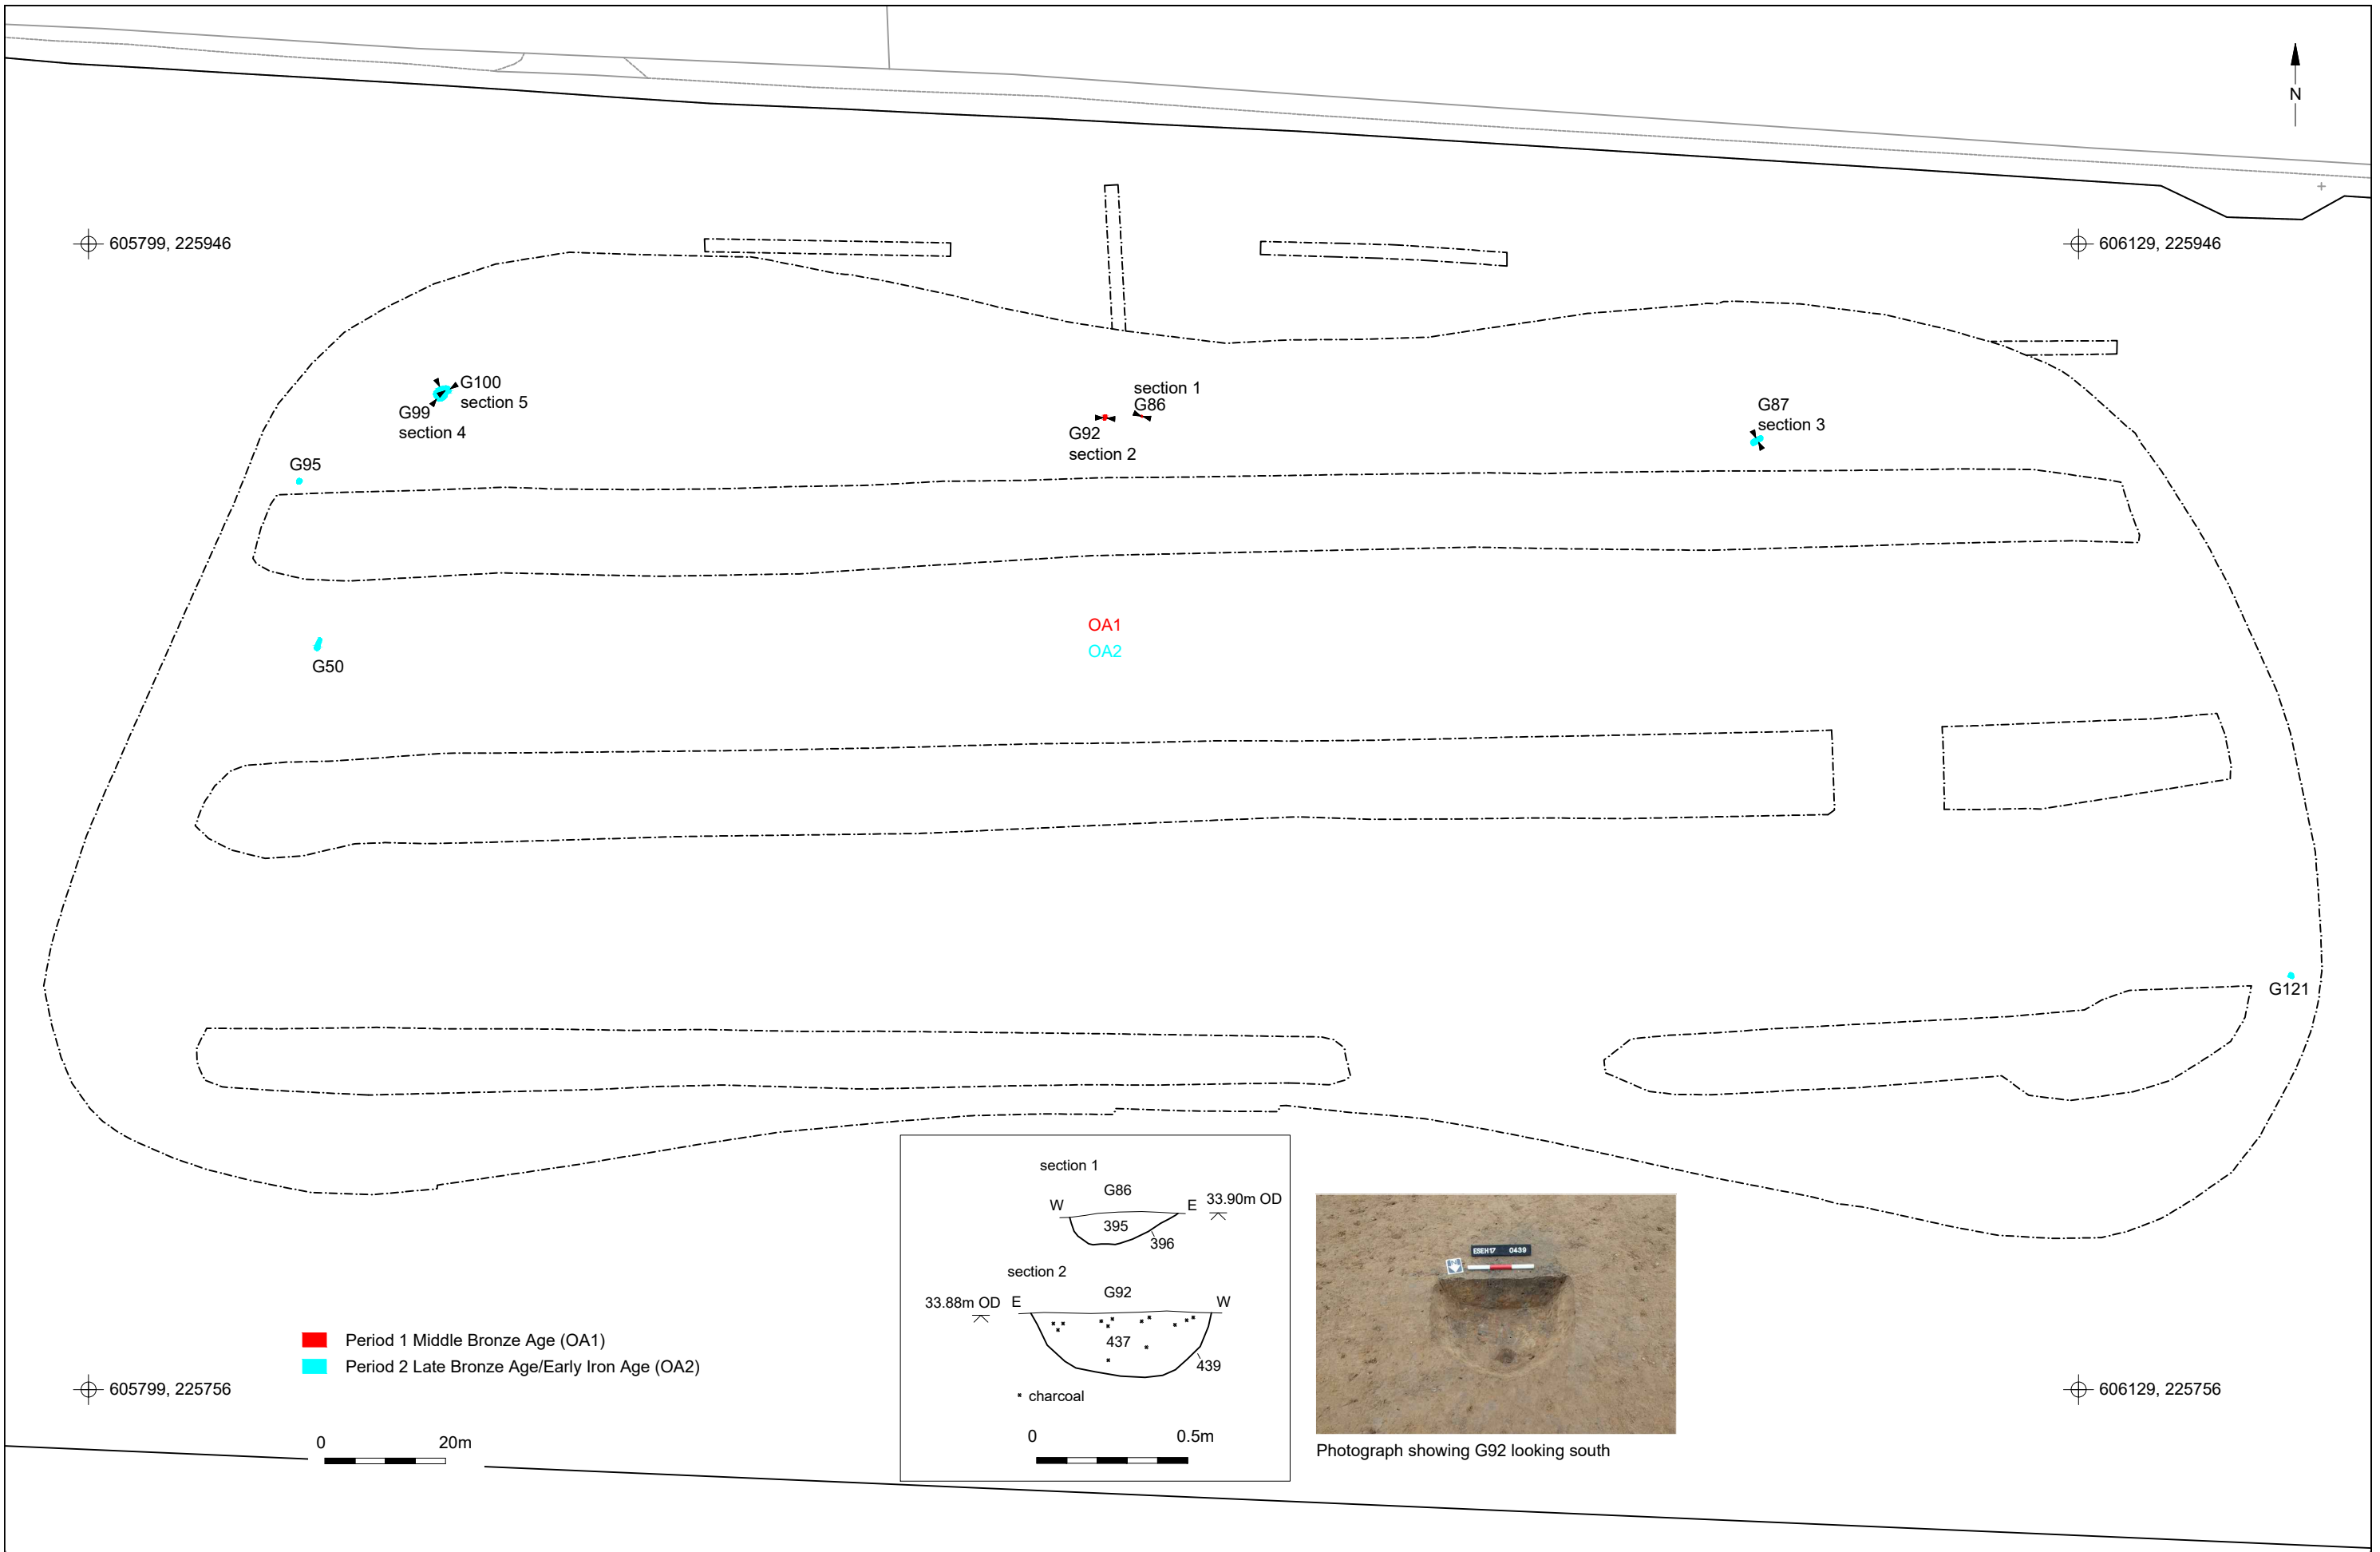 N
605799, 225946
606129, 225946
G100
section 5
G99
section 4
section 1
G86
G92
section 2
G87
section 3
G95
OA1
OA2
G50
G121
section 1
G86
W
E
33.90m OD
395
396
section 2
G92
33.88m OD
E
W
437
439
charcoal
0
0.5m
ESEH17 0439
Photograph showing G92 looking south
Period 1 Middle Bronze Age (OA1)
Period 2 Late Bronze Age/Early Iron Age (OA2)
605799, 225756
606129, 225756
0
20m